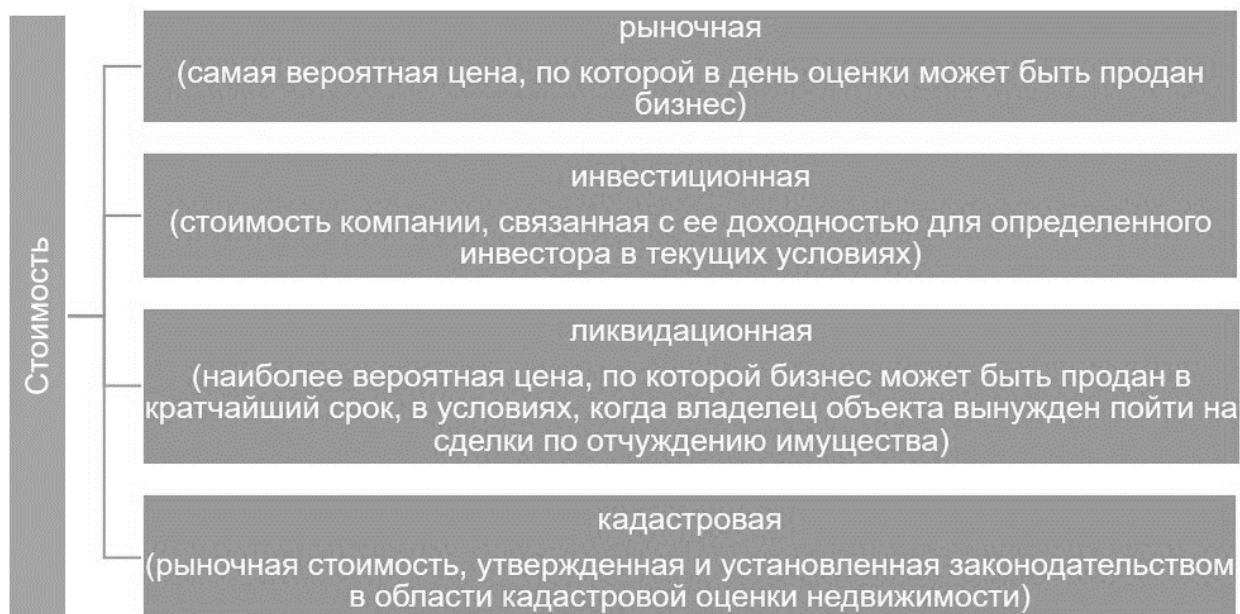 Стоимость
рыночная
(самая вероятная цена, по которой в день оценки может быть продан
бизнес)
инвестиционная
(стоимость компании, связанная с ее доходностью для определенного
инвестора в текущих условиях)
ликвидационная
(наиболее вероятная цена, по которой бизнес может быть продан в
кратчайший срок, в условиях, когда владелец объекта вынужден пойти на
сделки по отчуждению имущества)
кадастровая
(рыночная стоимость, утвержденная и установленная законодательством
в области кадастровой оценки недвижимости)